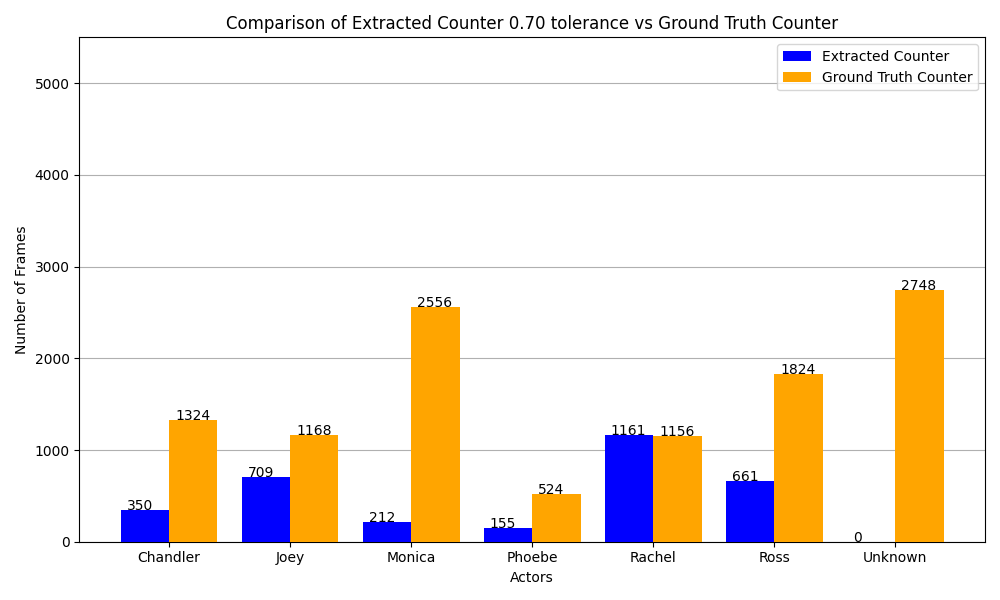 Comparison of Extracted Counter 0.70 tolerance vs Ground Truth Counter
Extracted Counter
Ground Truth Counter
Number of Frames
5000
4000
3000
2000
1000
0
350
1324
709
1168
212
2556
155
524
1161
1156
661
1824
0
2748
Chandler
Joey
Monica
Phoebe
Rachel
Ross
Unknown
Actors